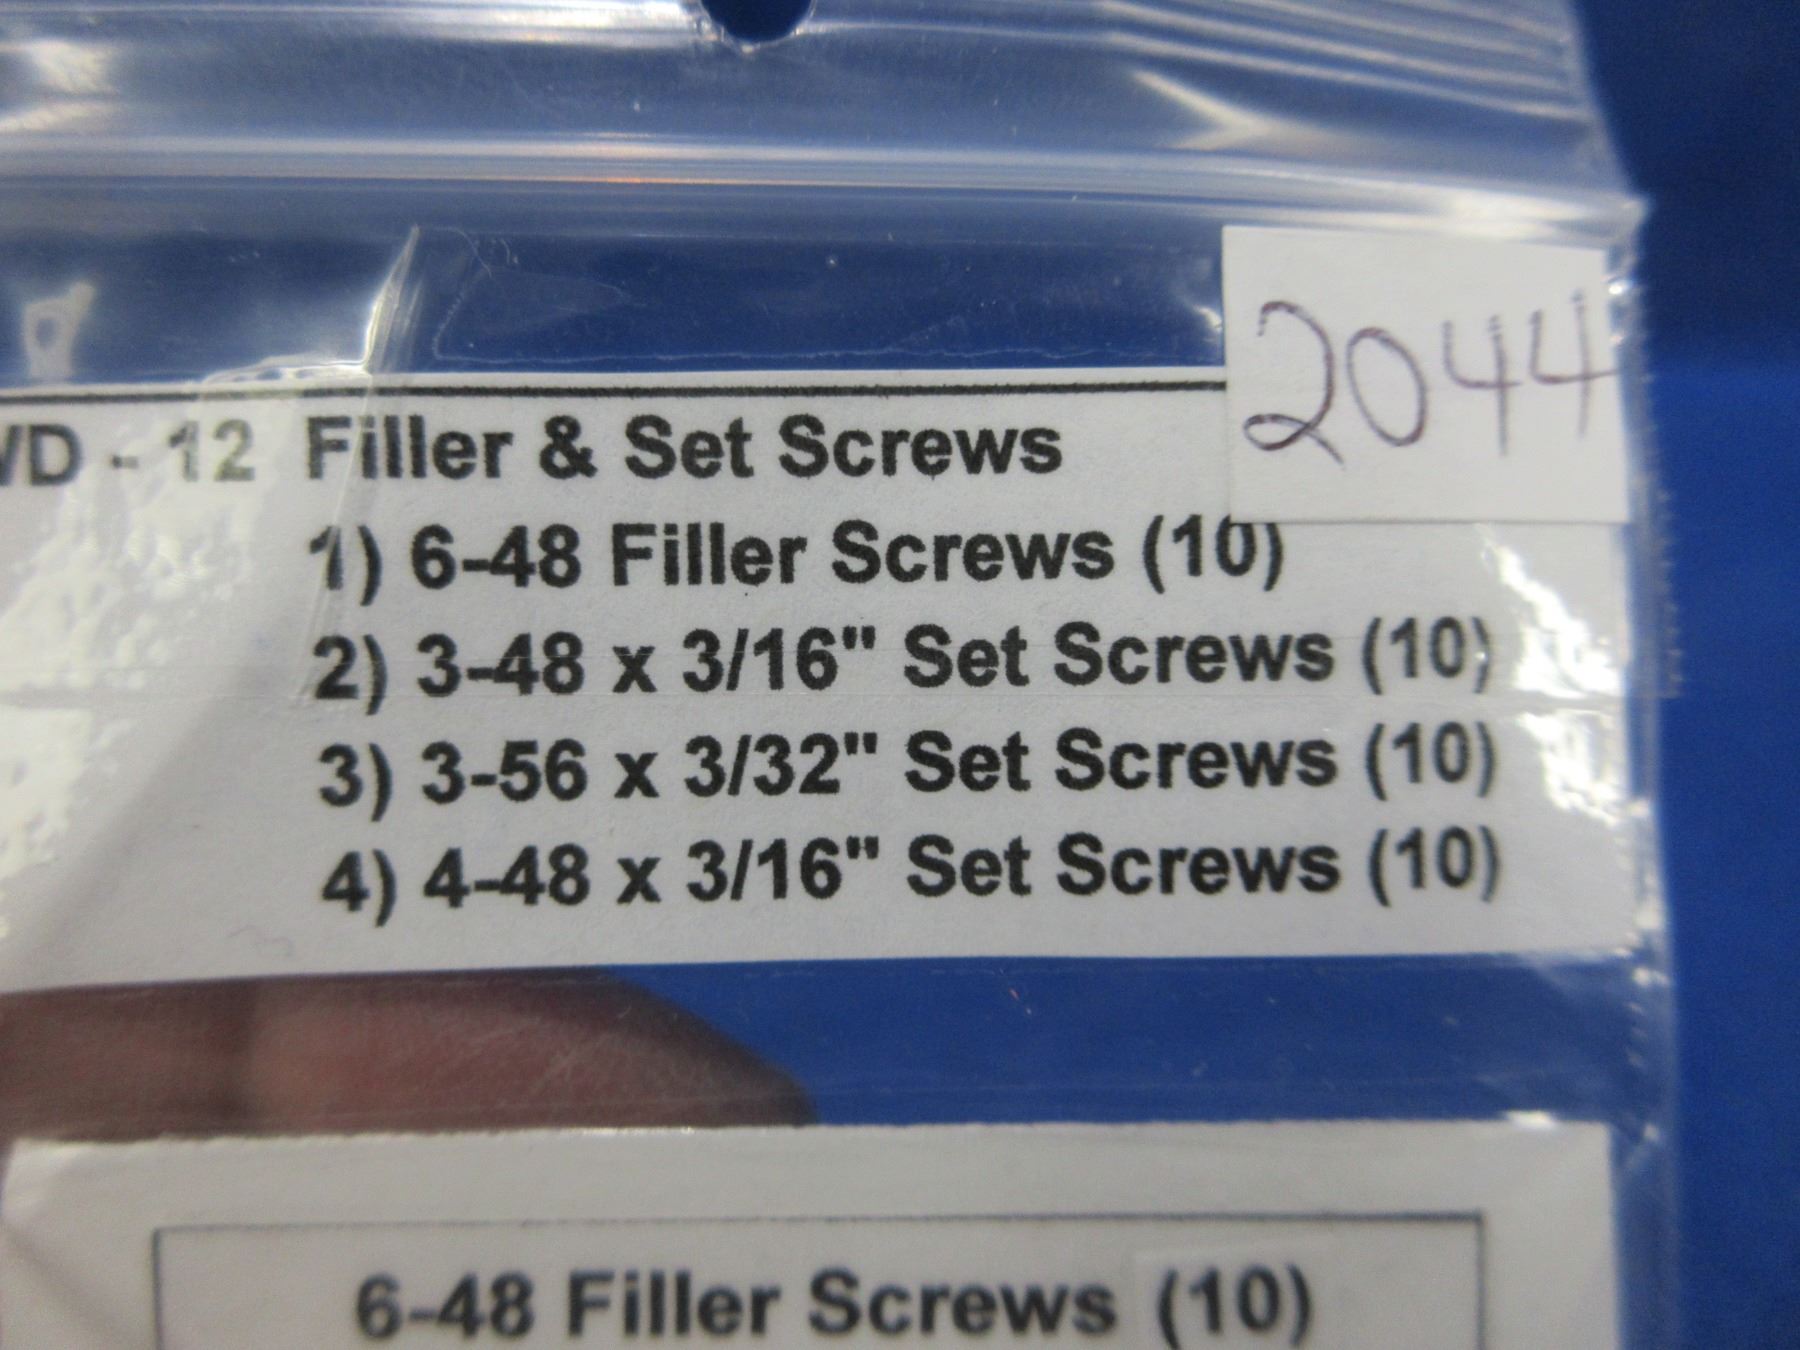 2044
- 12 Filler & Set Screws
1) 6-48 Filler Screws (10)
2) 3-48 x 3/16" Set Screws (10)
3) 3-56 x 3/32" Set Screws (10)
4) 4-48 x 3/16" Set Screws (10)
6-48 Filler Screws (10)